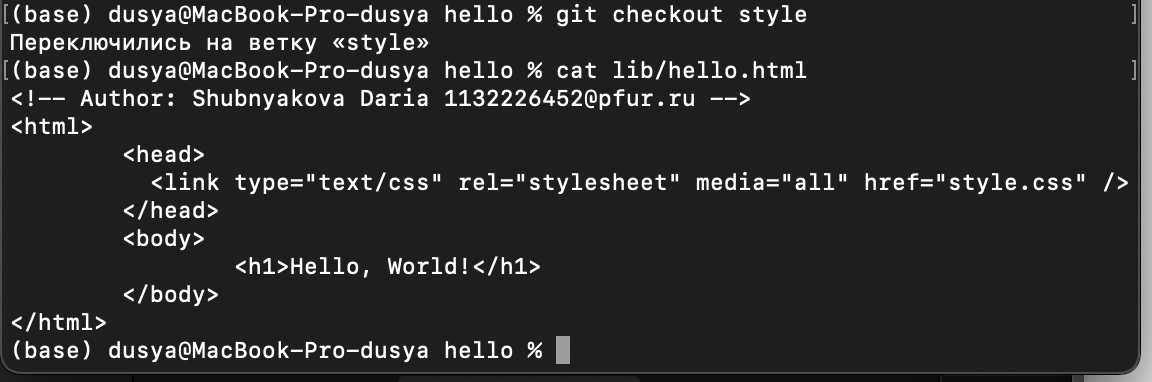 [(base) dusya@MacBook-Pro-dusya hello % git checkout style ]
Переключились на ветку «style»
[(base) dusya@MacBook-Pro-dusya hello % cat lib/hello.html ]
<!-- Author: Shubnyakova Daria 1132226452@pfur.ru -->
<html>
        <head>
          <link type="text/css" rel="stylesheet" media="all" href="style.css" />
        </head>
        <body>
                <h1>Hello, World!</h1>
        </body>
</html>
(base) dusya@MacBook-Pro-dusya hello %